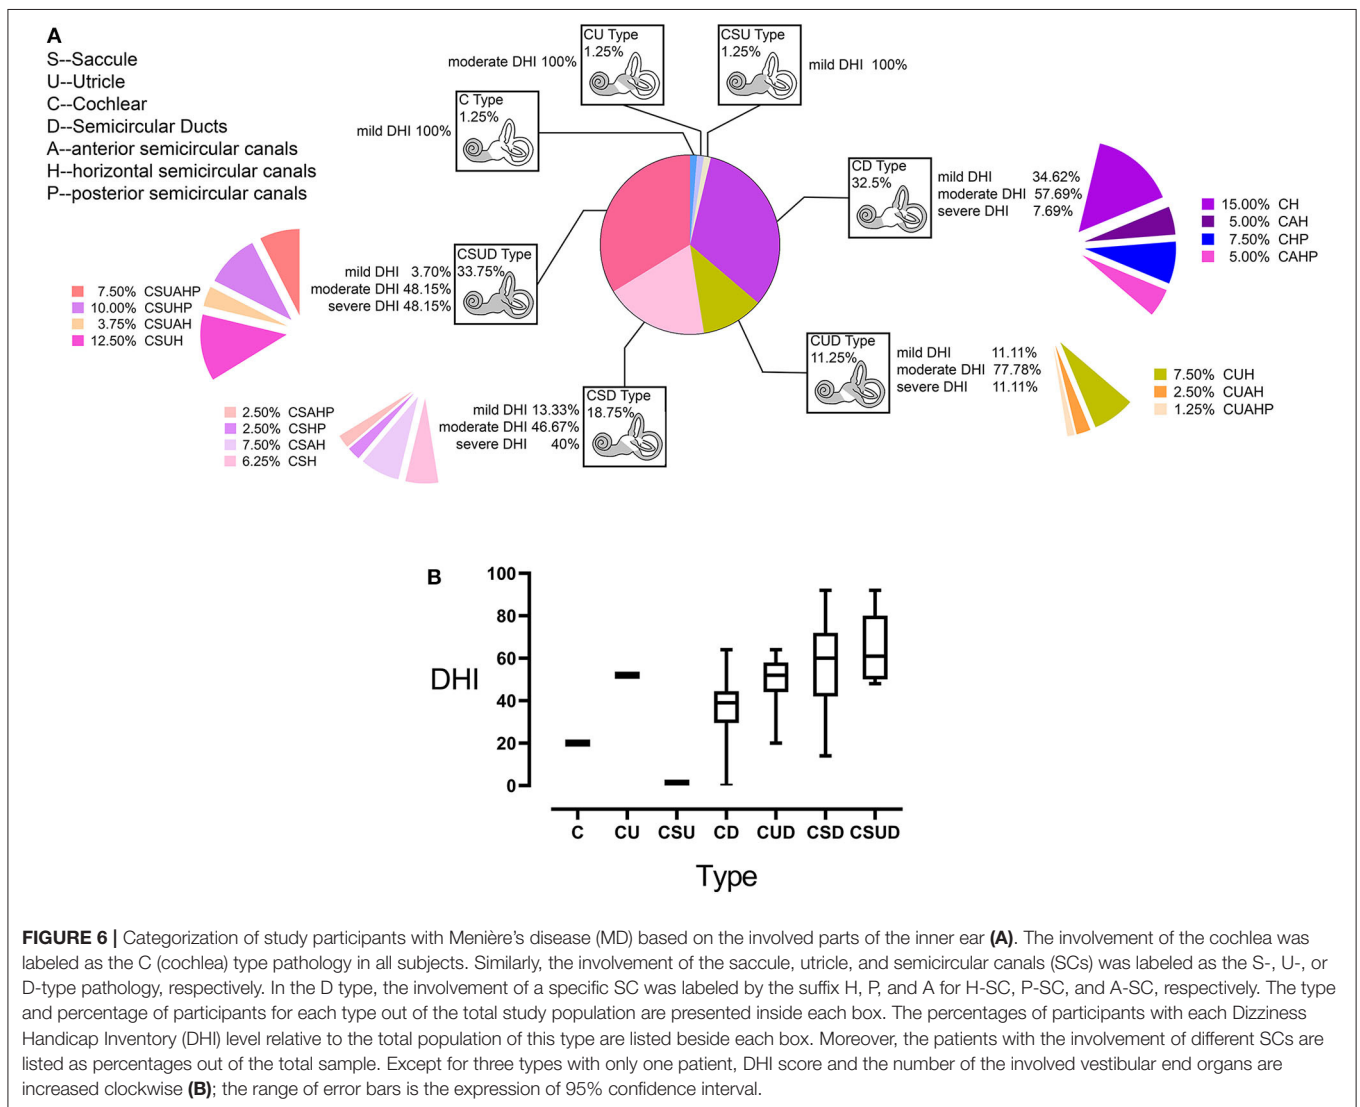 A
S--Saccule
U--Utricle
C--Cochlear
D--Semicircular Ducts
A--anterior semicircular canals
H--horizontal semicircular canals
P--posterior semicircular canals
CU Type
1.25%
moderate DHI 100%
CSU Type
1.25%
mild DHI 100%
C Type
1.25%
mild DHI 100%
CD Type
32.5%
mild DHI 34.62%
moderate DHI 57.69%
severe DHI 7.69%
15.00% CH
5.00% CAH
7.50% CHP
5.00% CAHP
CSUD Type
33.75%
mild DHI 3.70%
moderate DHI 48.15%
severe DHI 48.15%
7.50% CSUAHP
10.00% CSUHP
3.75% CSUAH
12.50% CSUH
CUD Type
11.25%
mild DHI 11.11%
moderate DHI 77.78%
severe DHI 11.11%
7.50% CUH
2.50% CUAH
1.25% CUAHP
CSD Type
18.75%
mild DHI 13.33%
moderate DHI 46.67%
severe DHI 40%
2.50% CSAHP
2.50% CSHP
7.50% CSAH
6.25% CSH
B
100
80
60
40
20
0
DHI
C CU CSU CD CUD CSD CSUD
Type
FIGURE 6 | Categorization of study participants with Menière's disease (MD) based on the involved parts of the inner ear (A). The involvement of the cochlea was
labeled as the C (cochlea) type pathology in all subjects. Similarly, the involvement of the saccule, utricle, and semicircular canals (SCs) was labeled as the S-, U-, or
D-type pathology, respectively. In the D type, the involvement of a specific SC was labeled by the suffix H, P, and A for H-SC, P-SC, and A-SC, respectively. The type
and percentage of participants for each type out of the total study population are presented inside each box. The percentages of participants with each Dizziness
Handicap Inventory (DHI) level relative to the total population of this type are listed beside each box. Moreover, the patients with the involvement of different SCs are
listed as percentages out of the total sample. Except for three types with only one patient, DHI score and the number of the involved vestibular end organs are
increased clockwise (B); the range of error bars is the expression of 95% confidence interval.